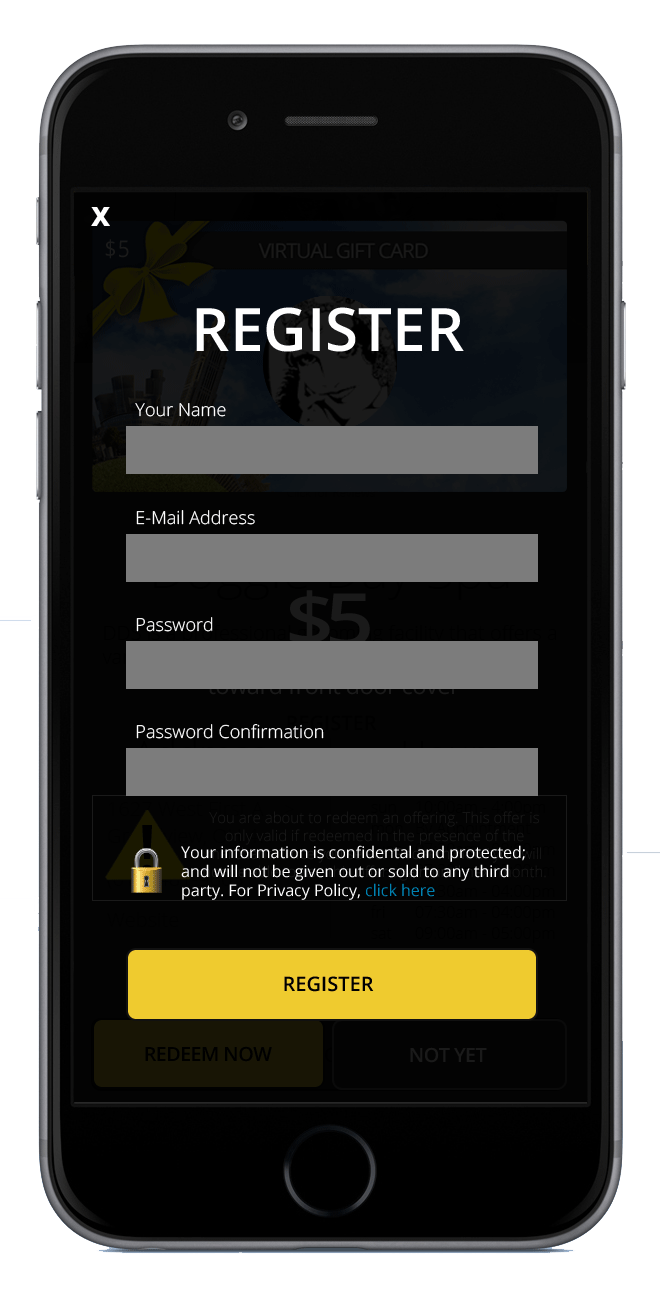 X
$5 VIRTUAL GIFT CARD
REGISTER
Your Name
E-Mail Address
$5
Password
toward front door cover
REGISTER
Password Confirmation
You are about to redeem an offering. This offer is
only valid if redeemed in the presence of the
Your information is confidental and protected;
will
and will not be given out or sold to any third
month.
party. For Privacy Policy, click here
REGISTER
REDEEM NOW
NOT YET